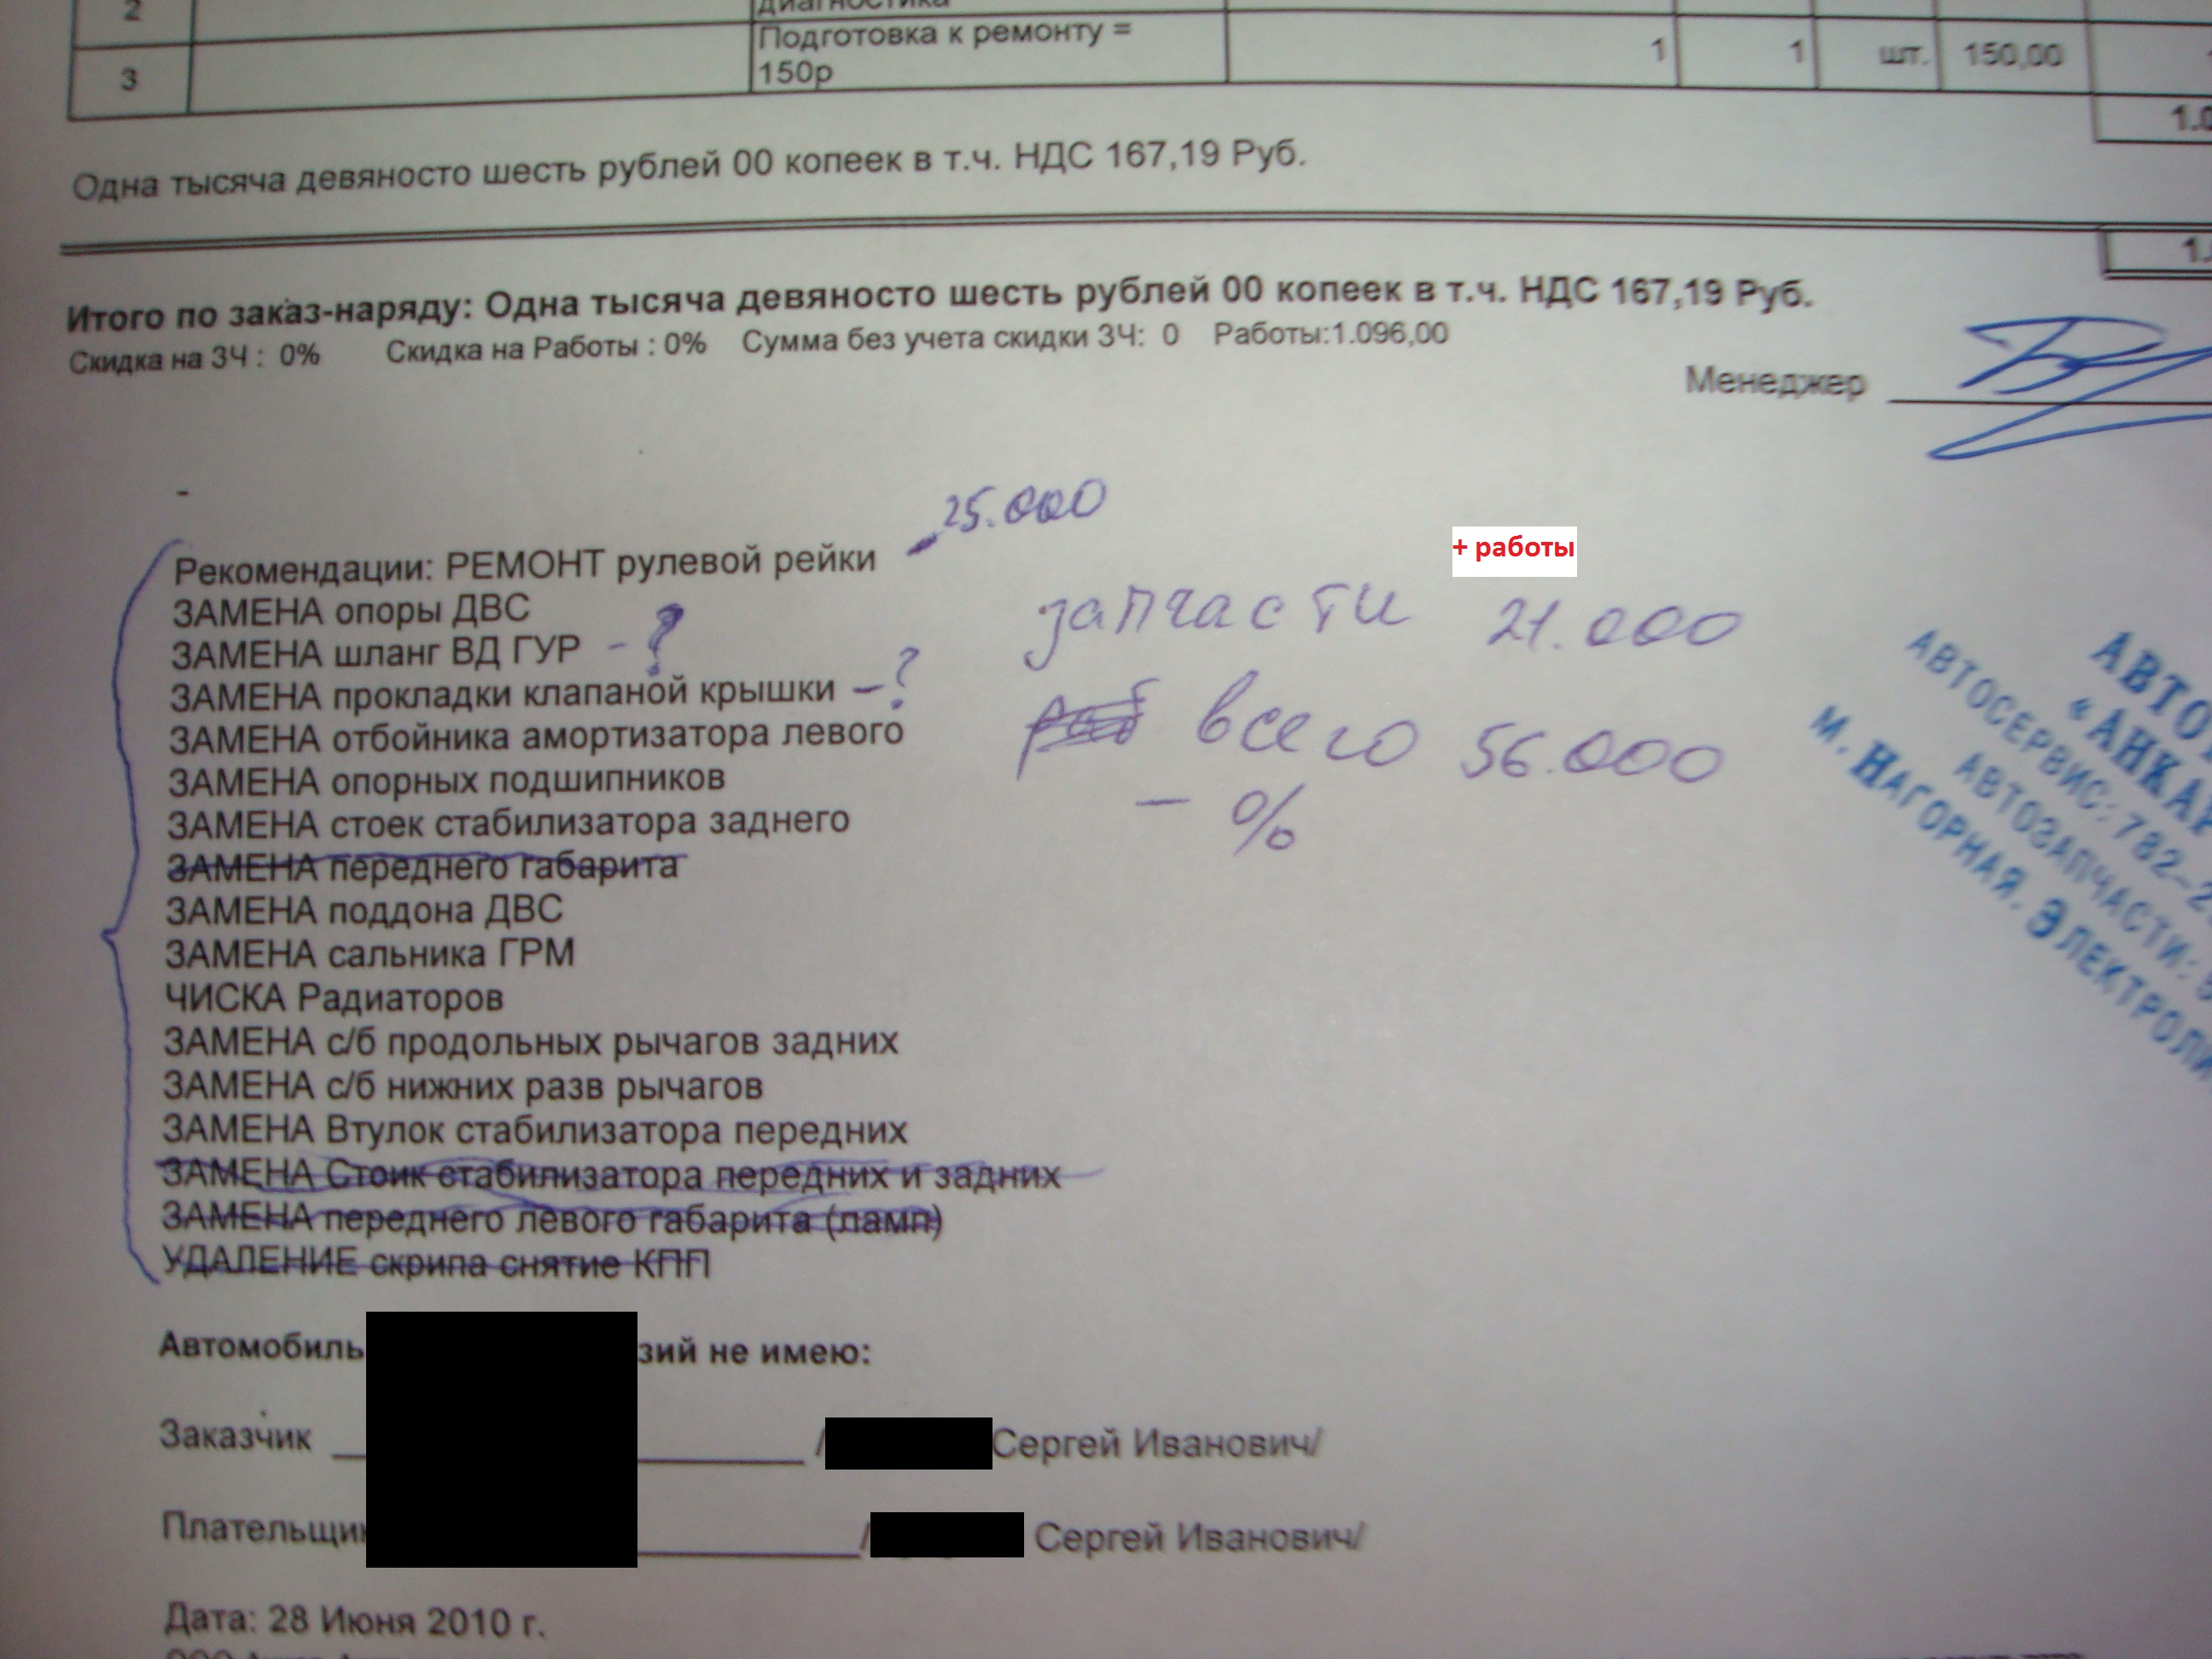 2
диагностика
3 Подготовка к ремонту = 150р 1 1 шт. 150,00
Одна тысяча девяносто шесть рублей 00 копеек в т.ч. НДС 167,19 Руб.
Итого по заказ-наряду: Одна тысяча девяносто шесть рублей 00 копеек в т.ч. НДС 167,19 Руб.
Скидка на ЗЧ : 0% Скидка на Работы : 0% Сумма без учета скидки ЗЧ: 0 Работы:1.096,00
Менеджер
-
25.000
Рекомендации: РЕМОНТ рулевой рейки
+ работы
ЗАМЕНА опоры ДВС
запчасти 21.000
ЗАМЕНА шланг ВД ГУР - ?
ЗАМЕНА прокладки клапаной крышки - ?
ЗАМЕНА отбойника амортизатора левого
раб всего 56.000
ЗАМЕНА опорных подшипников
- %
ЗАМЕНА стоек стабилизатора заднего
ЗАМЕНА переднего габарита
ЗАМЕНА поддона ДВС
ЗАМЕНА сальника ГРМ
ЧИСКА Радиаторов
ЗАМЕНА с/б продольных рычагов задних
ЗАМЕНА с/б нижних разв рычагов
ЗАМЕНА Втулок стабилизатора передних
ЗАМЕНА Стоик стабилизатора передних и задних
ЗАМЕНА переднего левого габарита (ламп)
УДАЛЕНИЕ скрипа снятие КПП
АВТОСЕРВИС: 782-2
АВТОЗАПЧАСТИ:
М. НАГОРНАЯ.
Автомобиль зий не имею:
Заказчик / Сергей Иванович/
Плательщик / Сергей Иванович/
Дата: 28 Июня 2010 г.